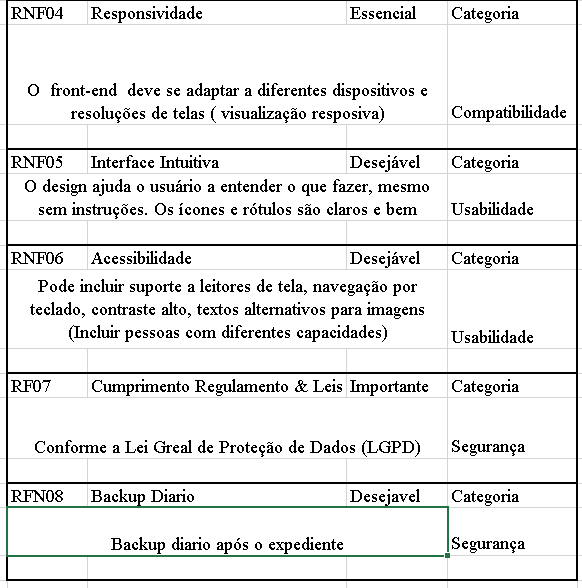 RNF04 Responsividade Essencial Categoria
O front-end deve se adaptar a diferentes dispositivos e
resoluções de telas ( visualização resposiva)
Compatibilidade
RNF05 Interface Intuitiva Desejável Categoria
O design ajuda o usuário a entender o que fazer, mesmo
sem instruções. Os ícones e rótulos são claros e bem
Usabilidade
RNF06 Acessibilidade Desejável Categoria
Pode incluir suporte a leitores de tela, navegação por
teclado, contraste alto, textos alternativos para imagens
(Incluir pessoas com diferentes capacidades)
Usabilidade
RF07 Cumprimento Regulamento & Leis Importante Categoria
Conforme a Lei Greal de Proteção de Dados (LGPD)
Segurança
RFN08 Backup Diario Desejavel Categoria
Backup diario após o expediente
Segurança